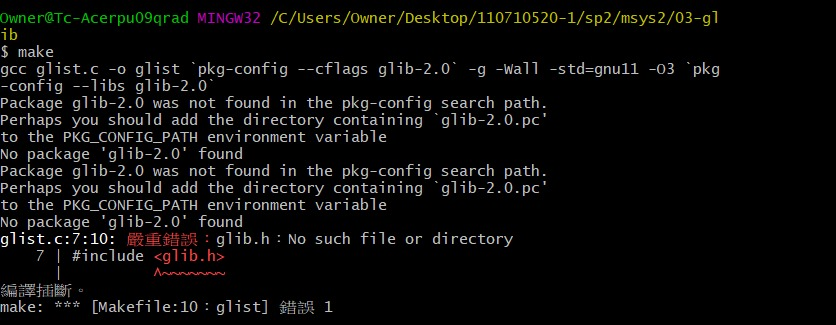 Owner@Tc-Acerpu09qrad MINGW32 /C/Users/Owner/Desktop/110710520-1/sp2/msys2/03-gl
ib
$ make
gcc glist.c -o glist `pkg-config --cflags glib-2.0` -g -Wall -std=gnu11 -O3 `pkg
-config --libs glib-2.0`
Package glib-2.0 was not found in the pkg-config search path.
Perhaps you should add the directory containing `glib-2.0.pc'
to the PKG_CONFIG_PATH environment variable
No package 'glib-2.0' found
Package glib-2.0 was not found in the pkg-config search path.
Perhaps you should add the directory containing `glib-2.0.pc'
to the PKG_CONFIG_PATH environment variable
No package 'glib-2.0' found
glist.c:7:10: 嚴重錯誤：glib.h：No such file or directory
    7 | #include <glib.h>
      |          ^~~~~~~~
編譯插斷。
make: *** [Makefile:10：glist] 錯誤 1